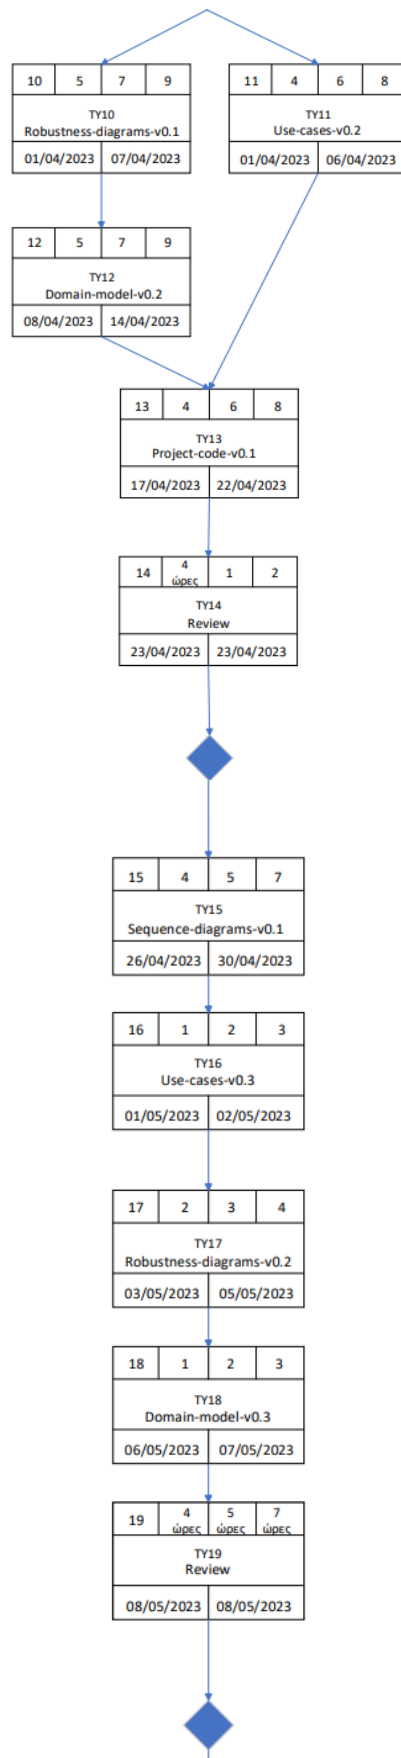 10 5 7 9
TY10
Robustness-diagrams-v0.1
01/04/2023 07/04/2023
11 4 6 8
TY11
Use-cases-v0.2
01/04/2023 06/04/2023
12 5 7 9
TY12
Domain-model-v0.2
08/04/2023 14/04/2023
13 4 6 8
TY13
Project-code-v0.1
17/04/2023 22/04/2023
14 4 ώρες 1 2
TY14
Review
23/04/2023 23/04/2023
15 4 5 7
TY15
Sequence-diagrams-v0.1
26/04/2023 30/04/2023
16 1 2 3
TY16
Use-cases-v0.3
01/05/2023 02/05/2023
17 2 3 4
TY17
Robustness-diagrams-v0.2
03/05/2023 05/05/2023
18 1 2 3
TY18
Domain-model-v0.3
06/05/2023 07/05/2023
19 4 ώρες 5 ώρες 7 ώρες
TY19
Review
08/05/2023 08/05/2023